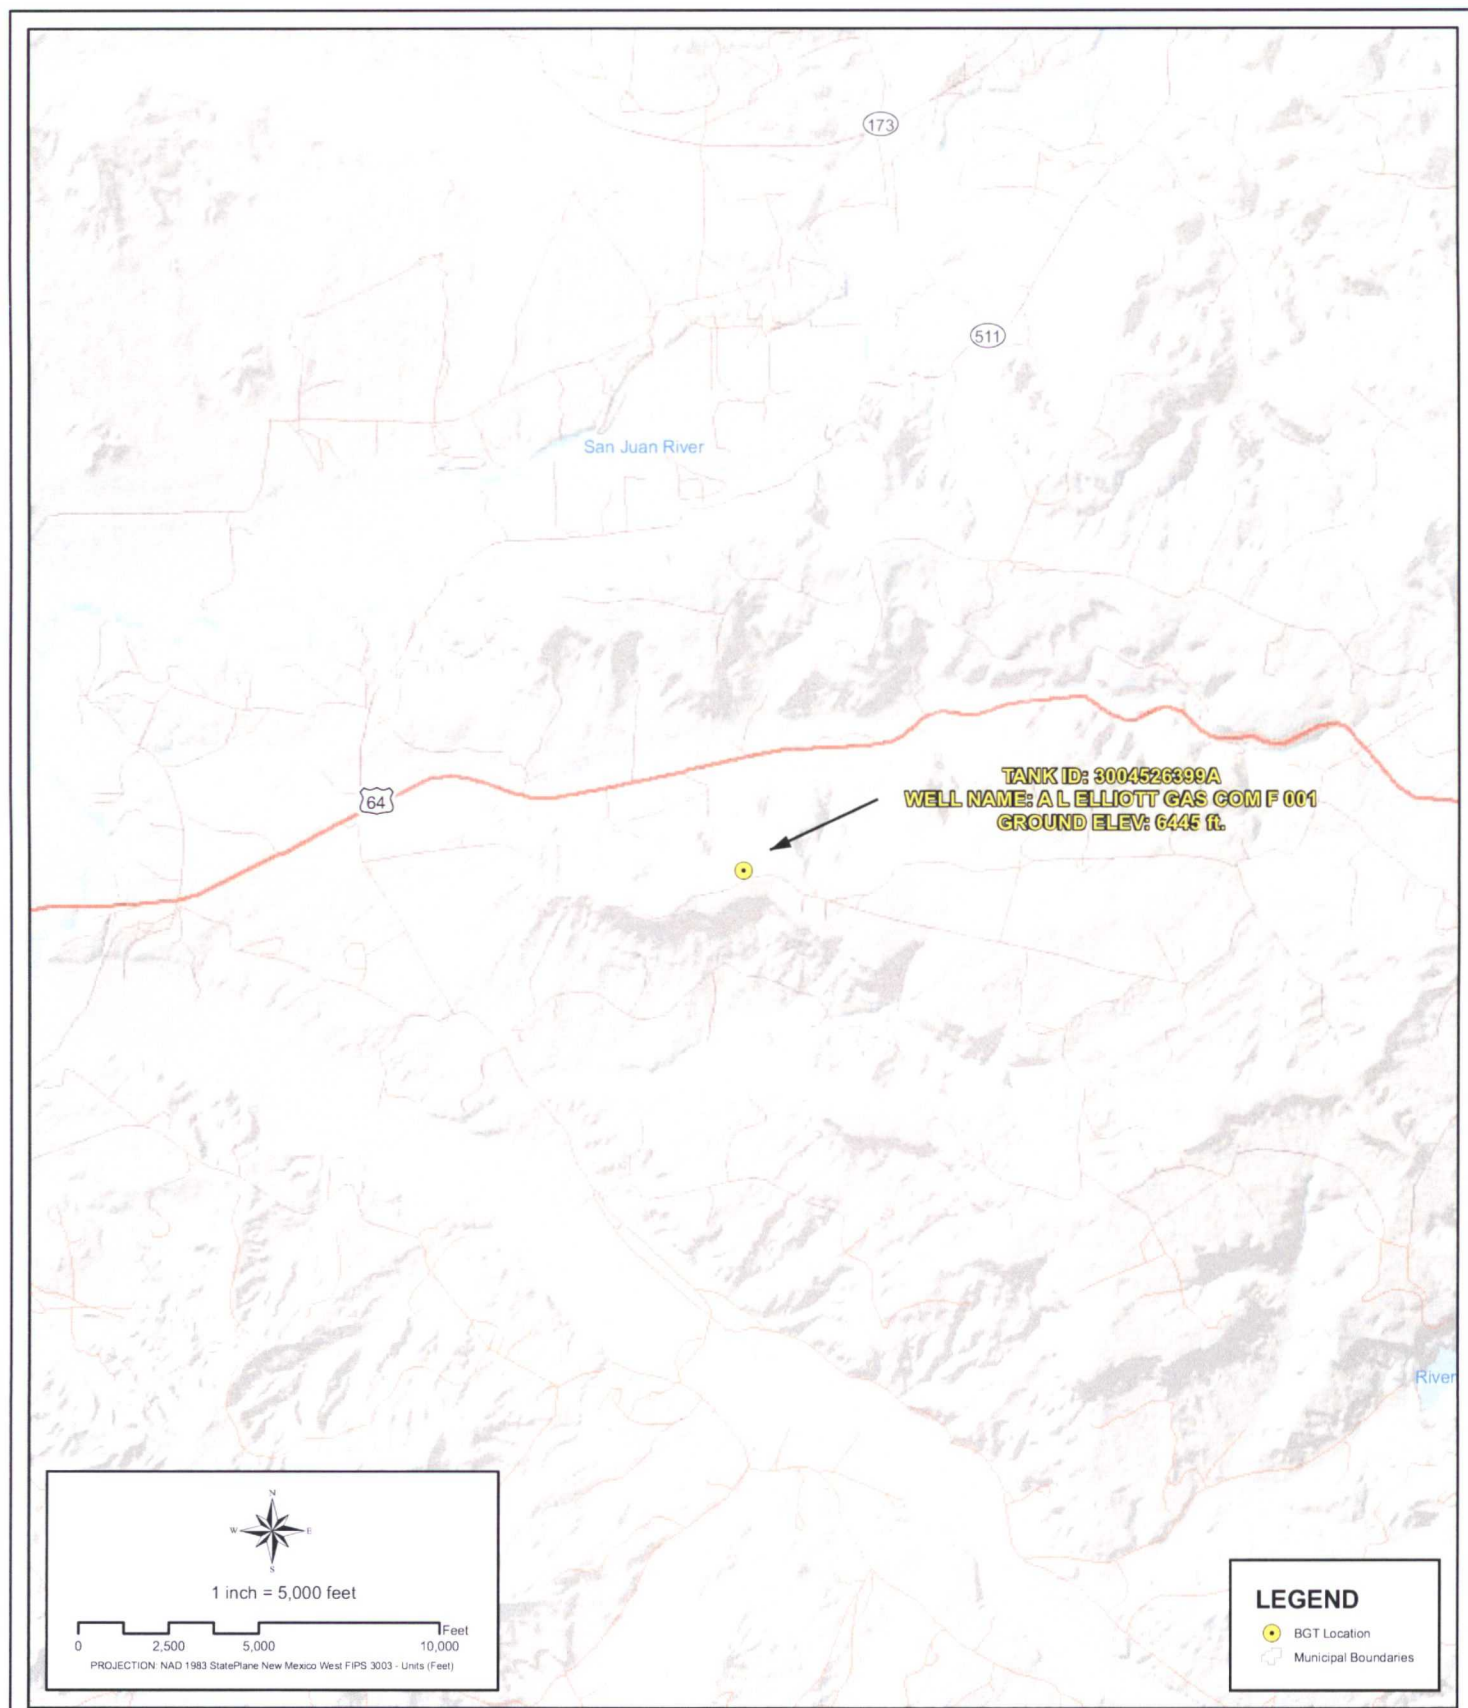 173
511
San Juan River
64
TANK ID: 3004526399A
WELL NAME: A L ELLIOTT GAS COM F 001
GROUND ELEV: 6445 ft.
River
N
W E
S
1 inch = 5,000 feet
Feet
0 2,500 5,000 10,000
PROJECTION: NAD 1983 StatePlane New Mexico West FIPS 3003 - Units (Feet)
LEGEND
BGT Location
Municipal Boundaries